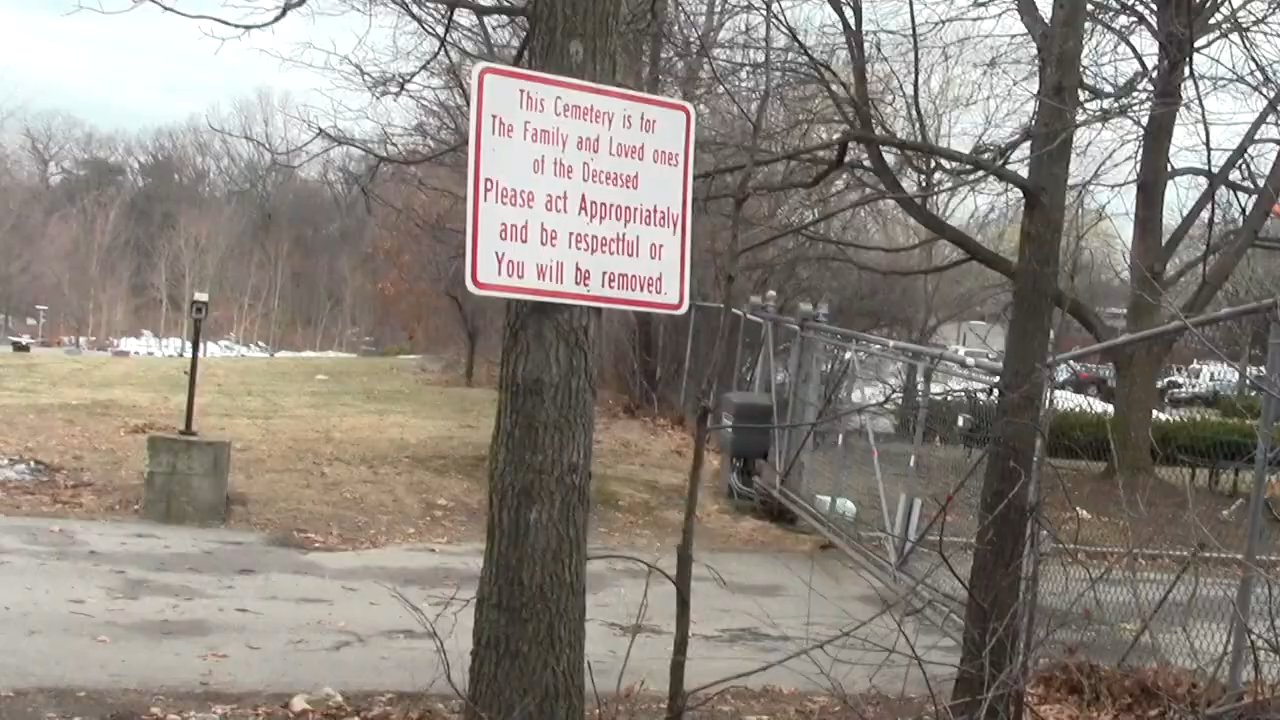 This Cemetery is for
The Family and Loved ones
of the Deceased
Please act Appropriataly
and be respectful or
You will be removed.